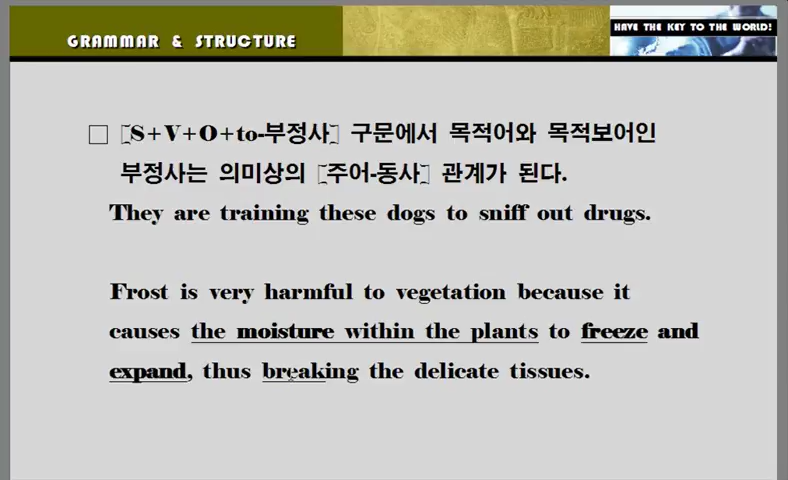 GRAMMAR & STRUCTURE
HAVE THE KEY TO THE WORLD!
□ [S+V+O+to-부정사] 구문에서 목적어와 목적보어인
부정사는 의미상의 [주어-동사] 관계가 된다.
They are training these dogs to sniff out drugs.
Frost is very harmful to vegetation because it
causes the moisture within the plants to freeze and
expand, thus breaking the delicate tissues.